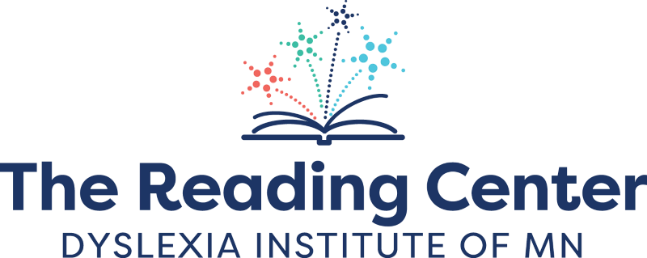 The Reading Center
DYSLEXIA INSTITUTE OF MN